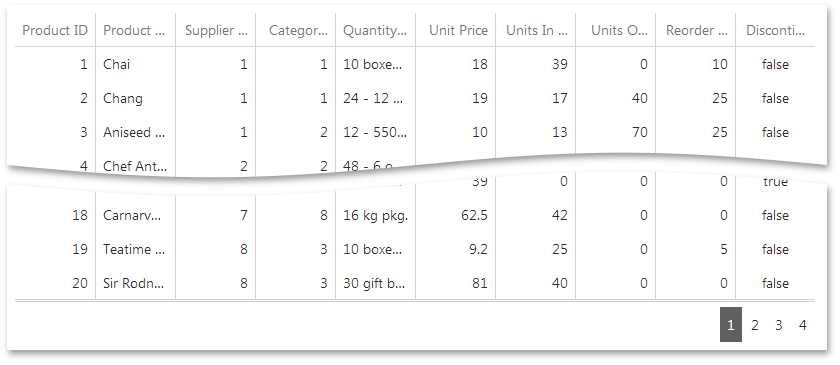 Product ID Product ... Supplier ... Categor... Quantity... Unit Price Units In ... Units O... Reorder ... Disconti...
1 Chai 1 1 10 boxe... 18 39 0 10 false
2 Chang 1 1 24 - 12 ... 19 17 40 25 false
3 Aniseed ... 1 2 12 - 550... 10 13 70 25 false
4 Chef Ant... 2 2 48 - 6 o...
39 0 0 0 true
18 Carnarv... 7 8 16 kg pkg. 62.5 42 0 0 false
19 Teatime ... 8 3 10 boxe... 9.2 25 0 5 false
20 Sir Rodn... 8 3 30 gift b... 81 40 0 0 false
1 2 3 4